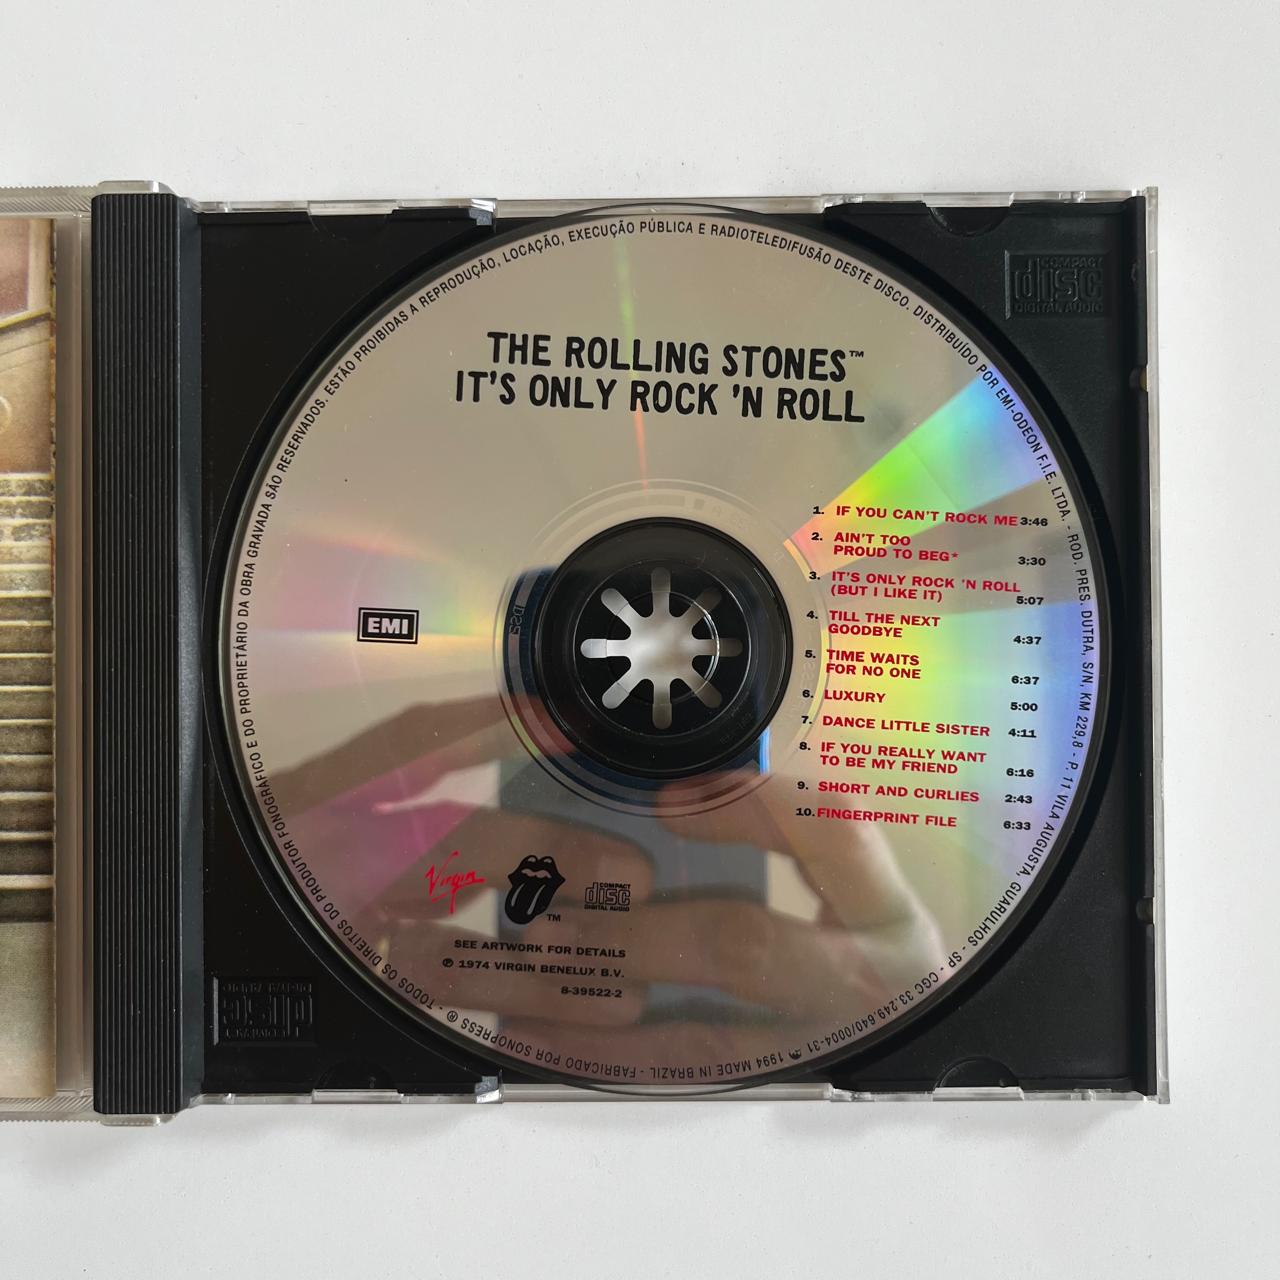 THE ROLLING STONES™
IT'S ONLY ROCK 'N ROLL
1. IF YOU CAN'T ROCK ME 3:46
2. AIN'T TOO
PROUD TO BEG* 3:30
3. IT'S ONLY ROCK 'N ROLL
(BUT I LIKE IT) 5:07
4. TILL THE NEXT
GOODBYE 4:37
5. TIME WAITS
FOR NO ONE 6:37
6. LUXURY 5:00
7. DANCE LITTLE SISTER 4:11
8. IF YOU REALLY WANT
TO BE MY FRIEND 6:16
9. SHORT AND CURLIES 2:43
10. FINGERPRINT FILE 6:33
EMI
Virgin
TM
COMPACT
disc
DIGITAL AUDIO
SEE ARTWORK FOR DETAILS
℗ 1974 VIRGIN BENELUX B.V.
8-39522-2
FABRICADO POR SONOPRESS ® - TODOS OS DIREITOS DO PRODUTOR FONOGRÁFICO E DO PROPRIETÁRIO DA OBRA GRAVADA SÃO RESERVADOS. ESTÃO PROIBIDAS A REPRODUÇÃO, LOCAÇÃO, EXECUÇÃO PÚBLICA E RADIOTELEDIFUSÃO DESTE DISCO. DISTRIBUÍDO POR EMI-ODEON F.I.E. LTDA. - ROD. PRES. DUTRA, S/N, KM 229,8 - P. 11 VILA AUGUSTA, GUARULHOS - SP - CGC 33.249.640/0004-31 1994 MADE IN BRAZIL -
COMPACT
disc
DIGITAL AUDIO
COMPACT
disc
DIGITAL AUDIO